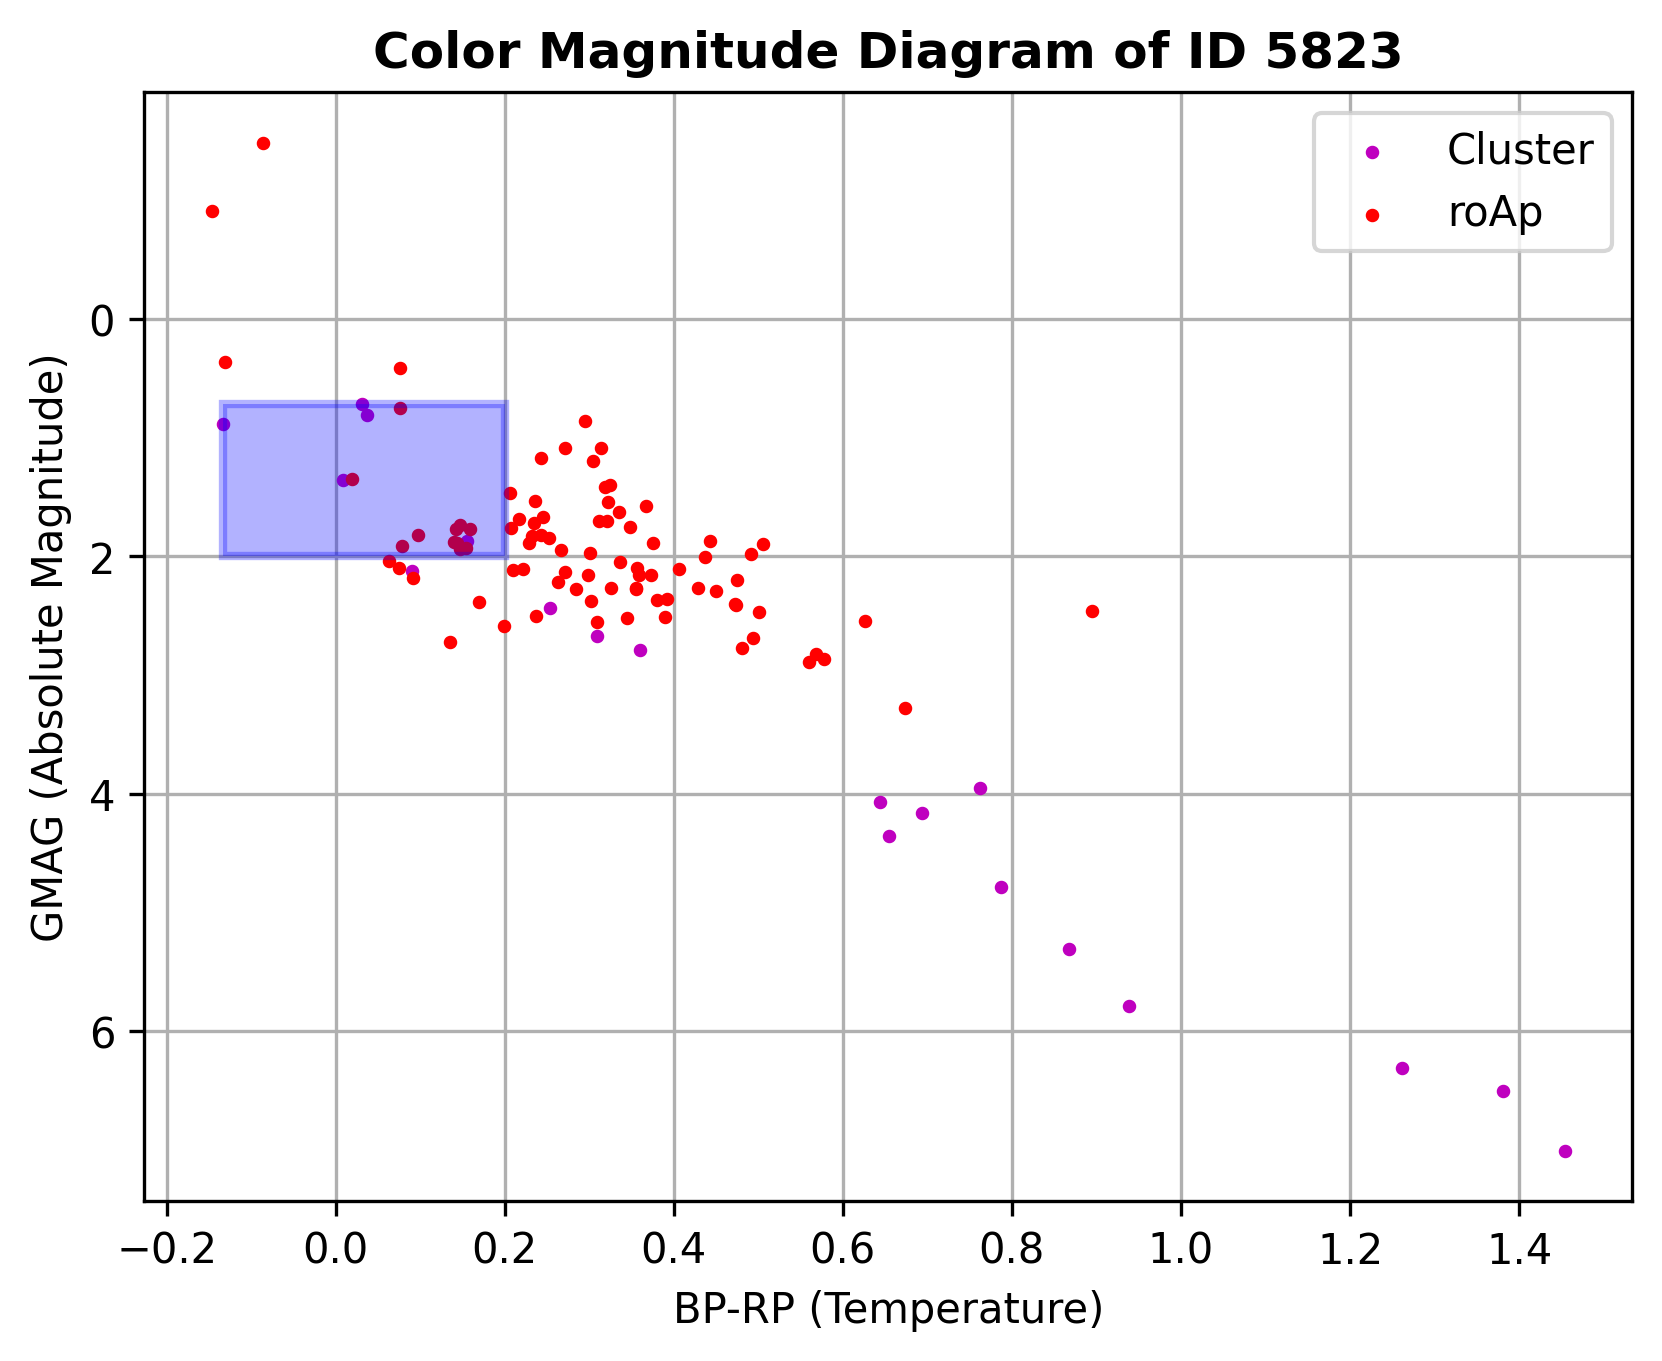 Color Magnitude Diagram of ID 5823
Cluster
roAp
GMAG (Absolute Magnitude)
0
2
4
6
−0.2 0.0 0.2 0.4 0.6 0.8 1.0 1.2 1.4
BP-RP (Temperature)